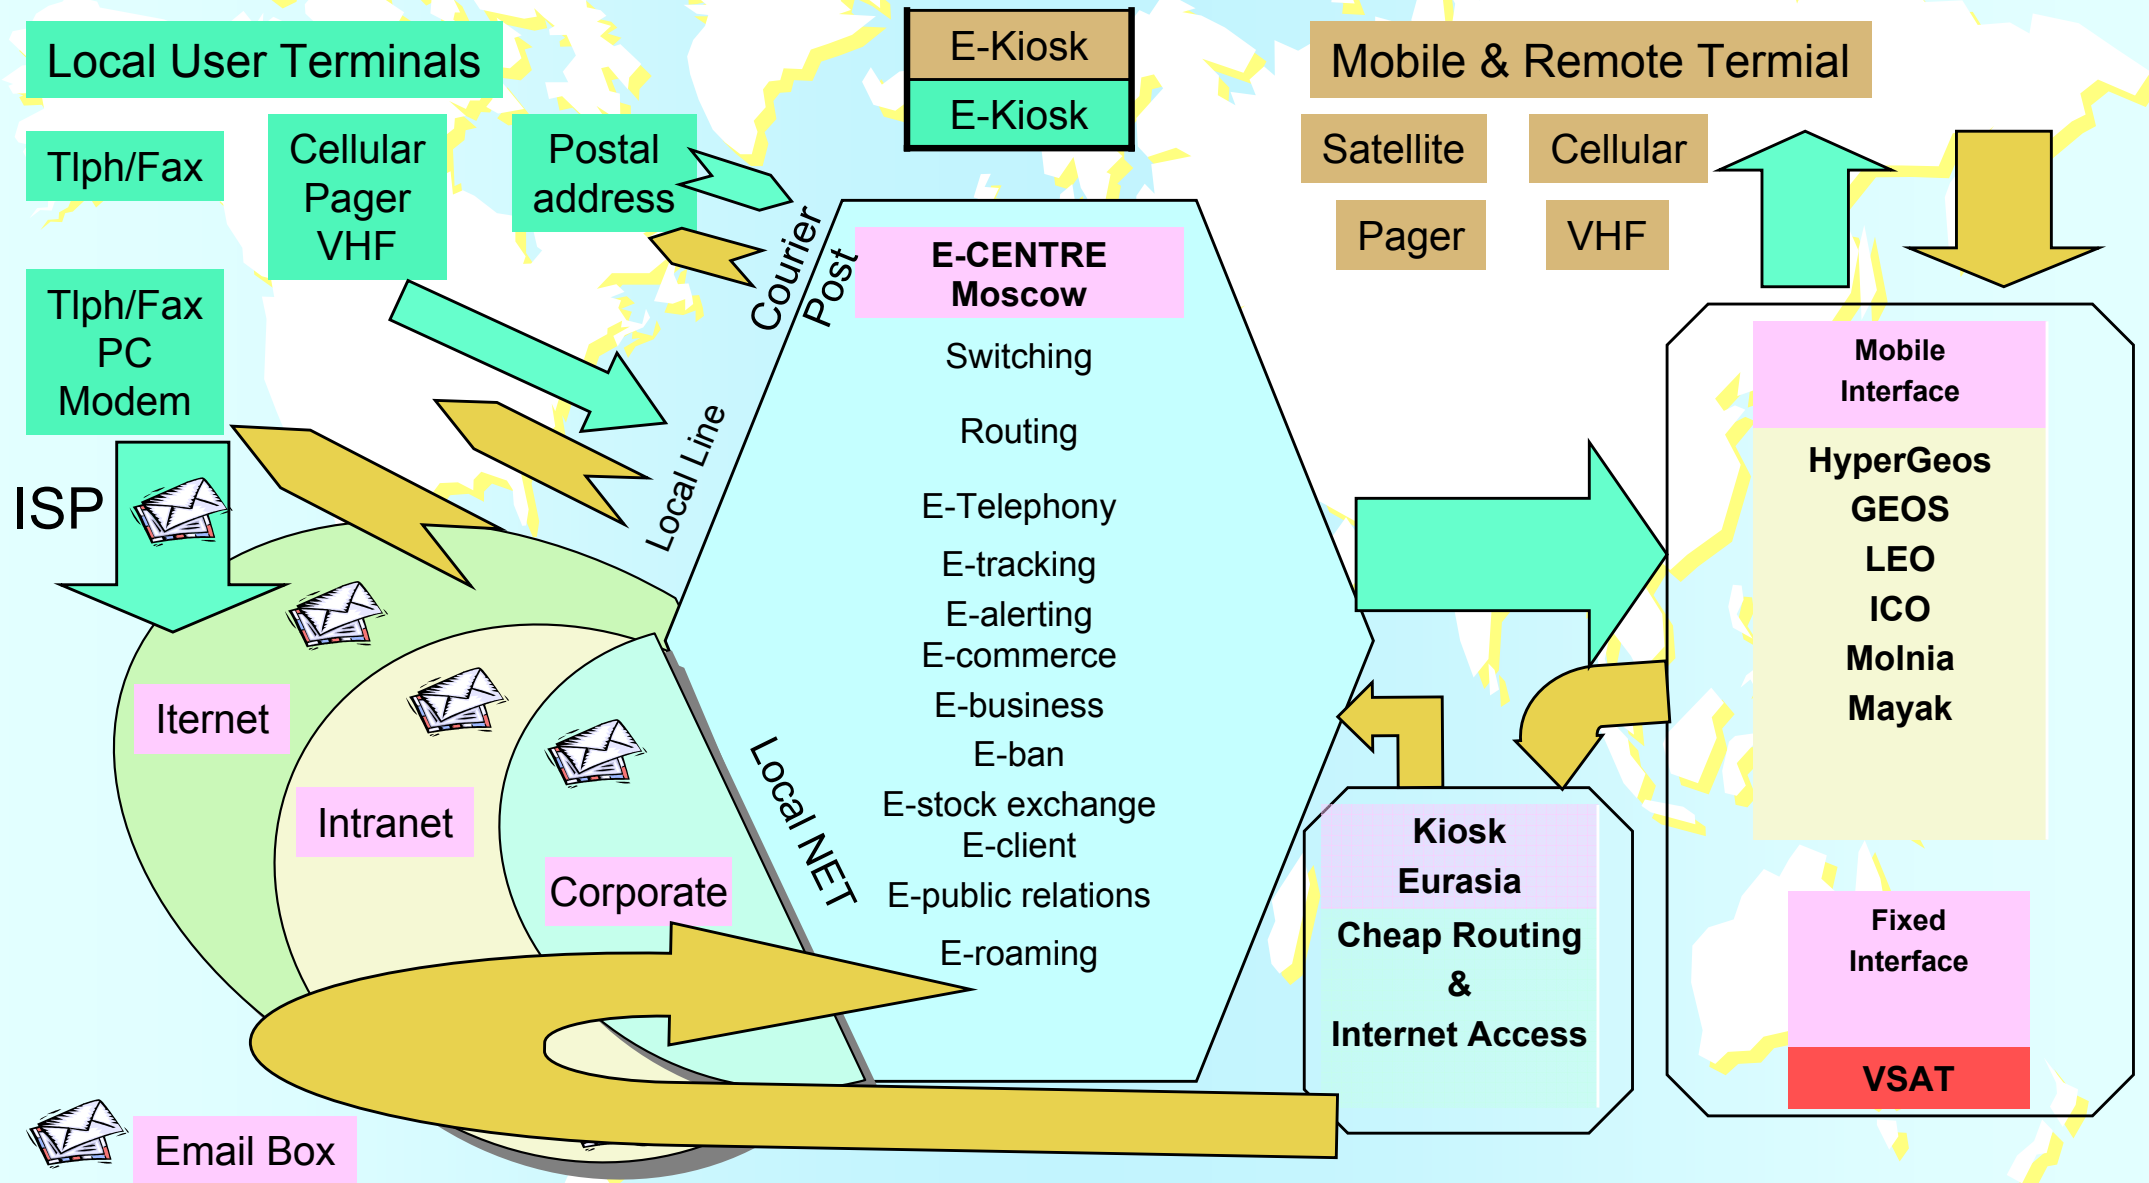 Local User Terminals
E-Kiosk
E-Kiosk
Mobile & Remote Termial
Tlph/Fax
Cellular
Pager
VHF
Postal
address
Satellite
Cellular
Pager
VHF
Tlph/Fax
PC
Modem
ISP
Courier
Post
Local Line
Local NET
E-CENTRE
Moscow
Switching
Routing
E-Telephony
E-tracking
E-alerting
E-commerce
E-business
E-ban
E-stock exchange
E-client
E-public relations
E-roaming
Mobile
Interface
HyperGeos
GEOS
LEO
ICO
Molnia
Mayak
Fixed
Interface
VSAT
Kiosk
Eurasia
Cheap Routing
&
Internet Access
Iternet
Intranet
Corporate
Email Box